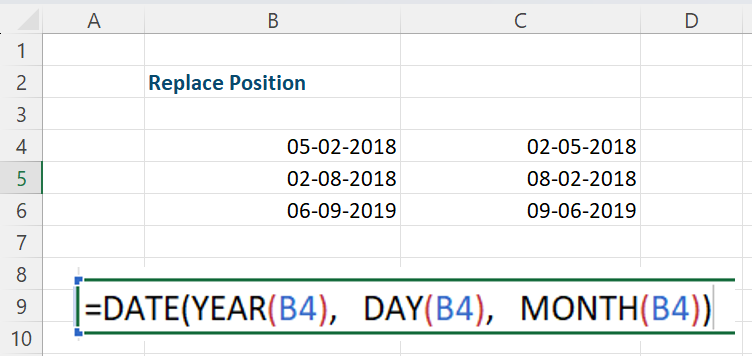 A B C D
1
2 Replace Position
3
4 05-02-2018 02-05-2018
5 02-08-2018 08-02-2018
6 06-09-2019 09-06-2019
7
8
9 =DATE(YEAR(B4), DAY(B4), MONTH(B4))
10